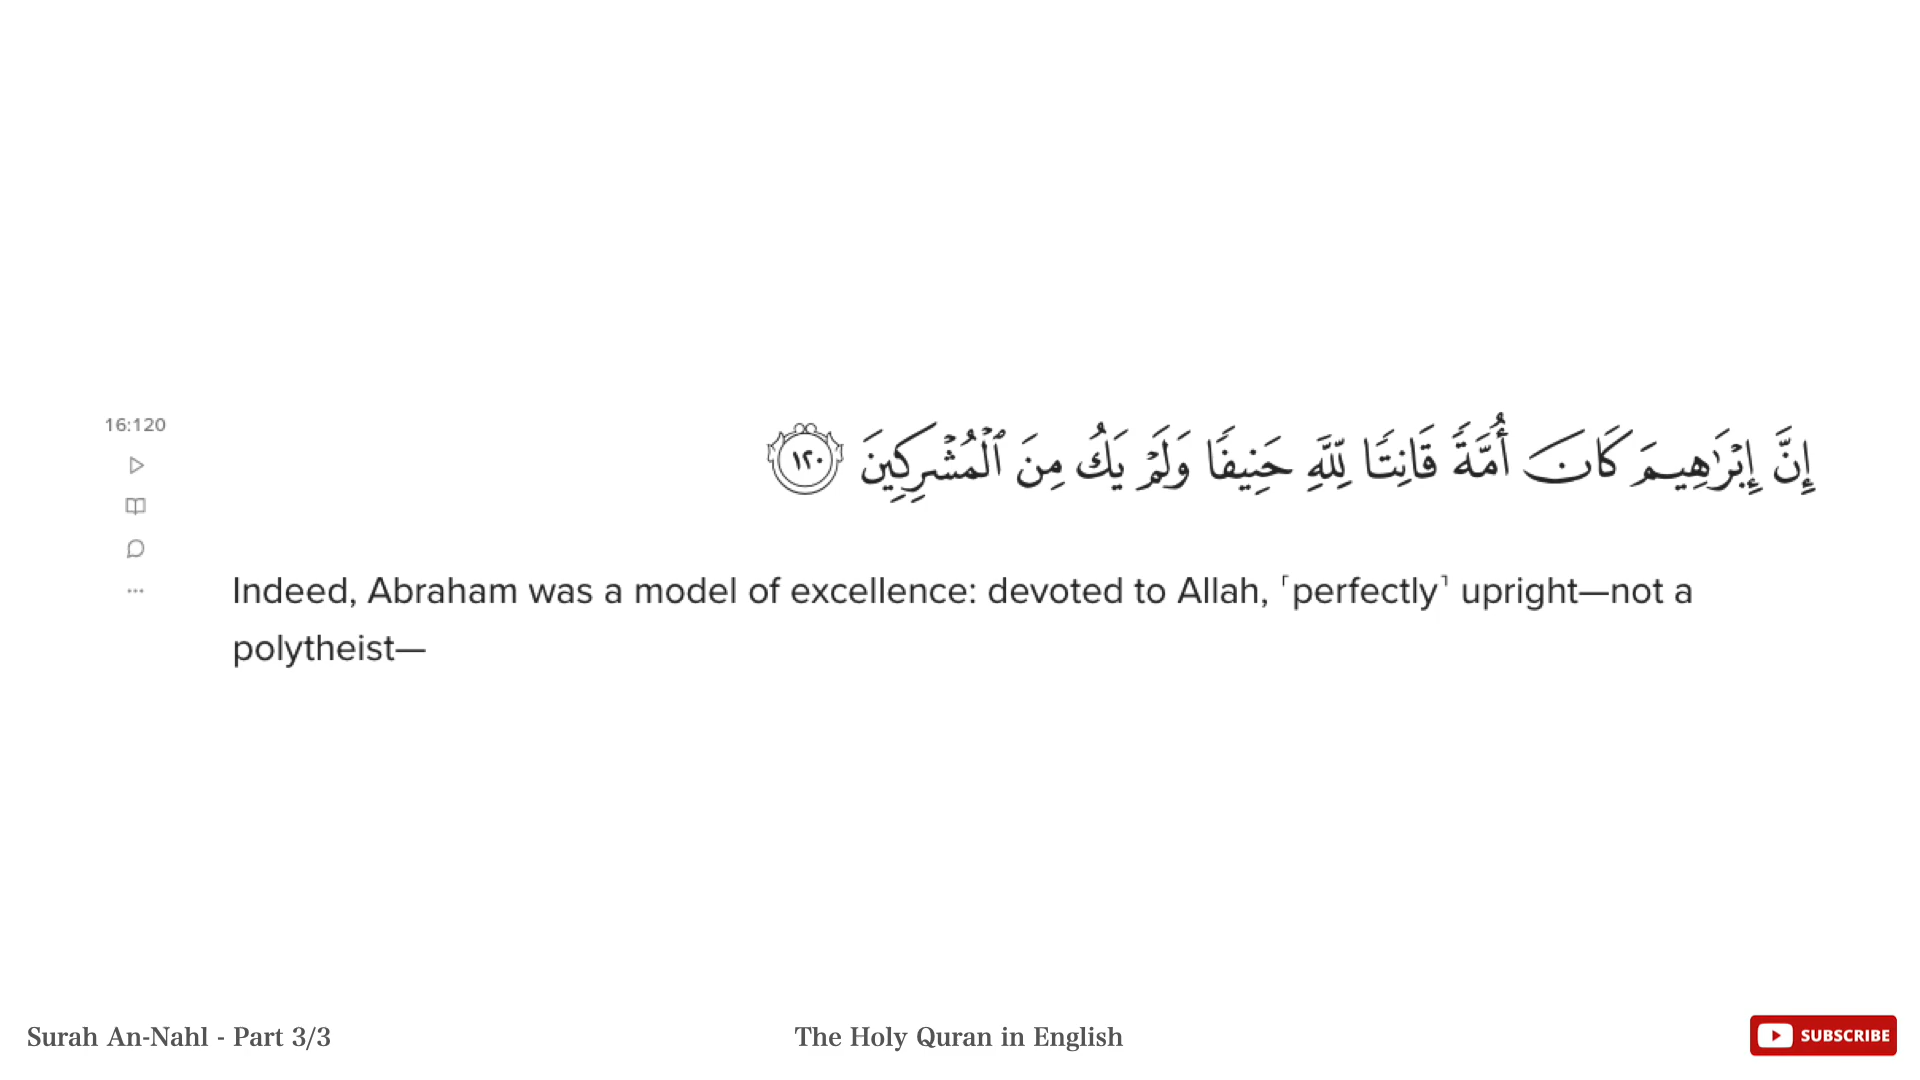 16:120
إِنَّ إِبْرَٰهِيمَ كَانَ أُمَّةً قَانِتًا لِّلَّهِ حَنِيفًا وَلَمْ يَكُ مِنَ ٱلْمُشْرِكِينَ ١٢٠
Indeed, Abraham was a model of excellence: devoted to Allah, ˹perfectly˺ upright—not a
polytheist—
Surah An-Nahl - Part 3/3
The Holy Quran in English
SUBSCRIBE